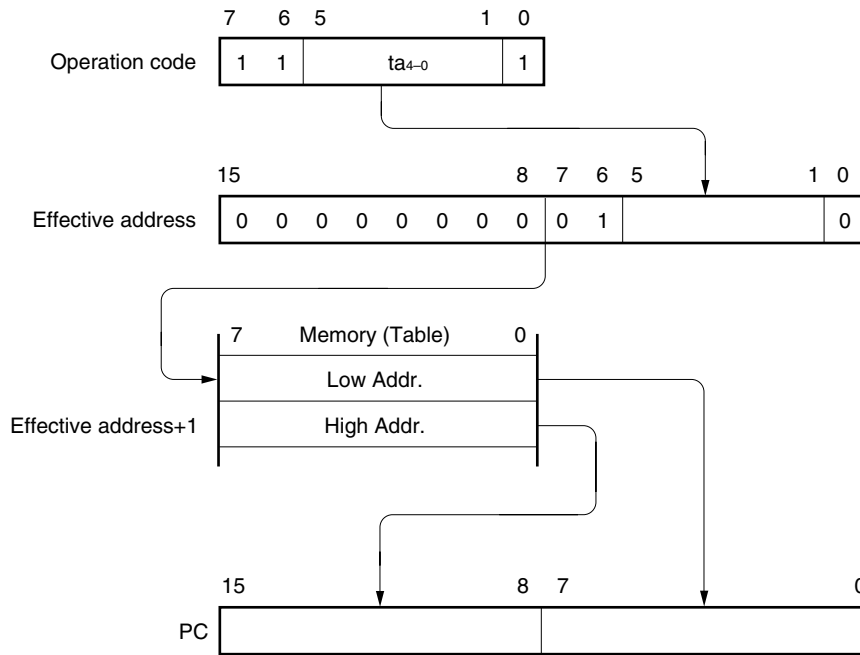 7 6 5 1 0
Operation code 1 1 ta4–0 1
15 8 7 6 5 1 0
Effective address 0 0 0 0 0 0 0 0 0 1 0
7 Memory (Table) 0
Low Addr.
Effective address+1 High Addr.
15 8 7 0
PC